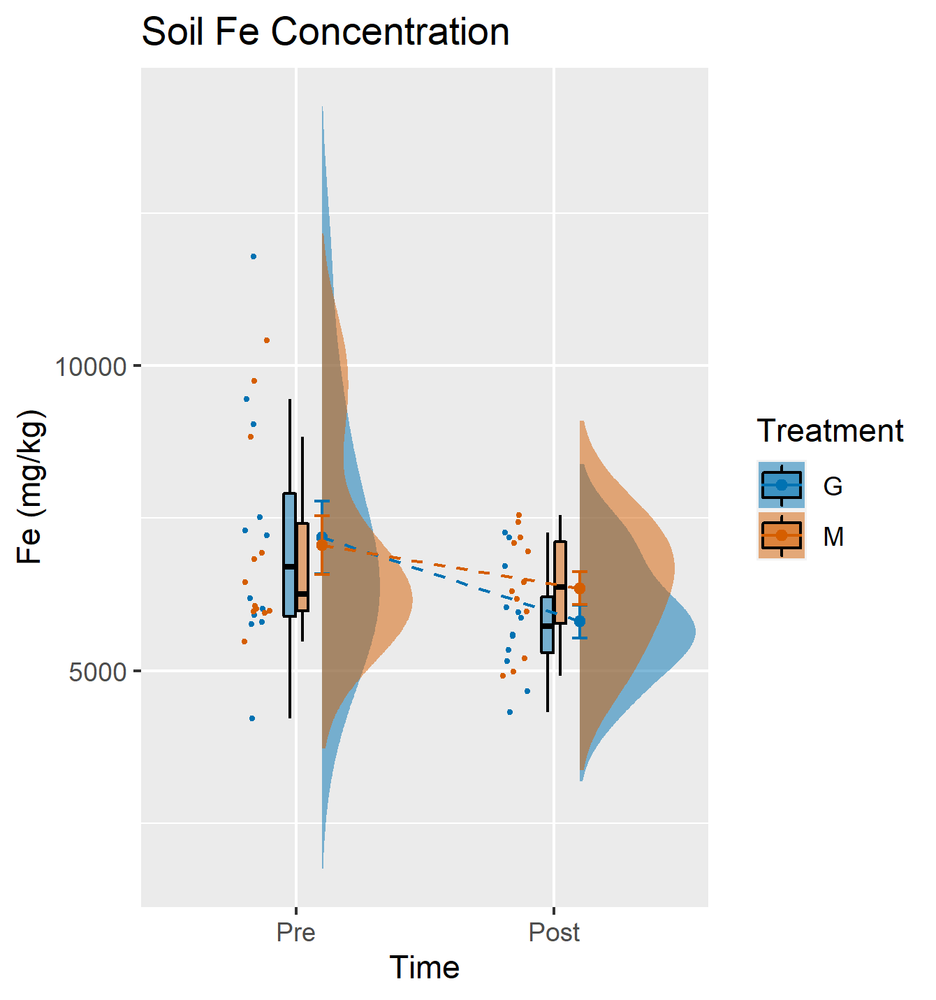 Soil Fe Concentration
Fe (mg/kg)
10000
5000
Pre
Post
Time
Treatment
G
M